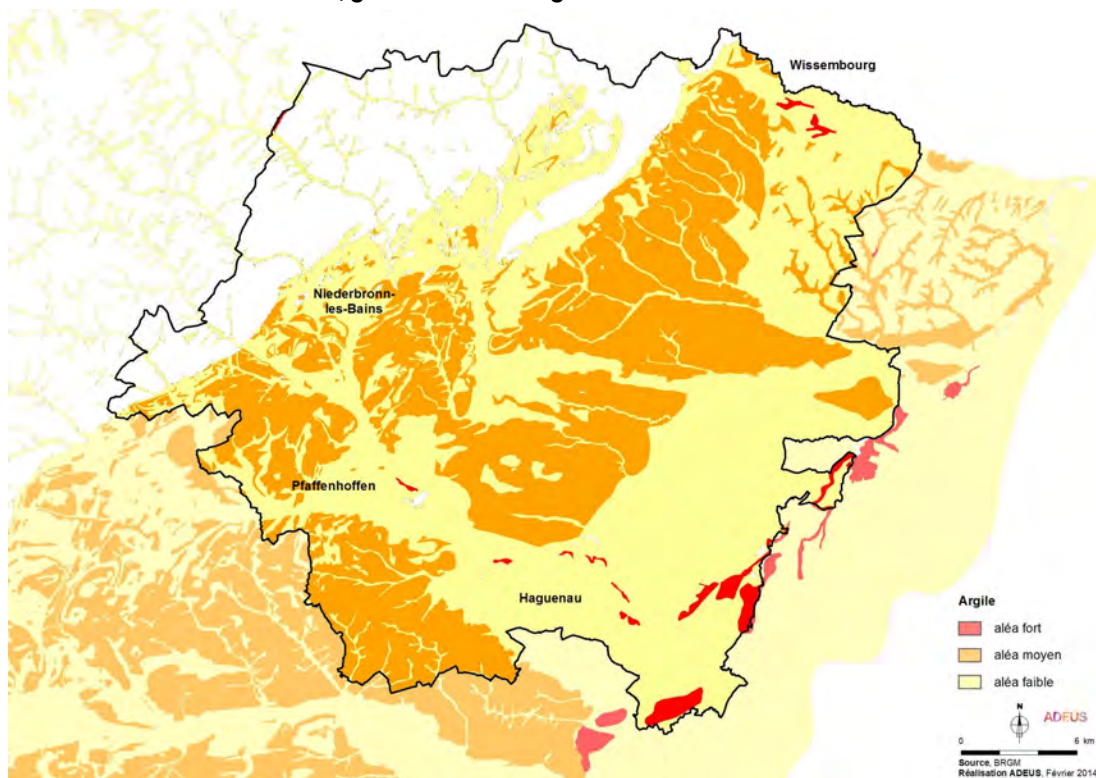 Wissembourg
Niederbronn-
les-Bains
Pfaffenhoffen
Haguenau
Argile
aléa fort
aléa moyen
aléa faible
N
ADEUS
0 6 km
Source, BRGM
Réalisation ADEUS, Février 2014